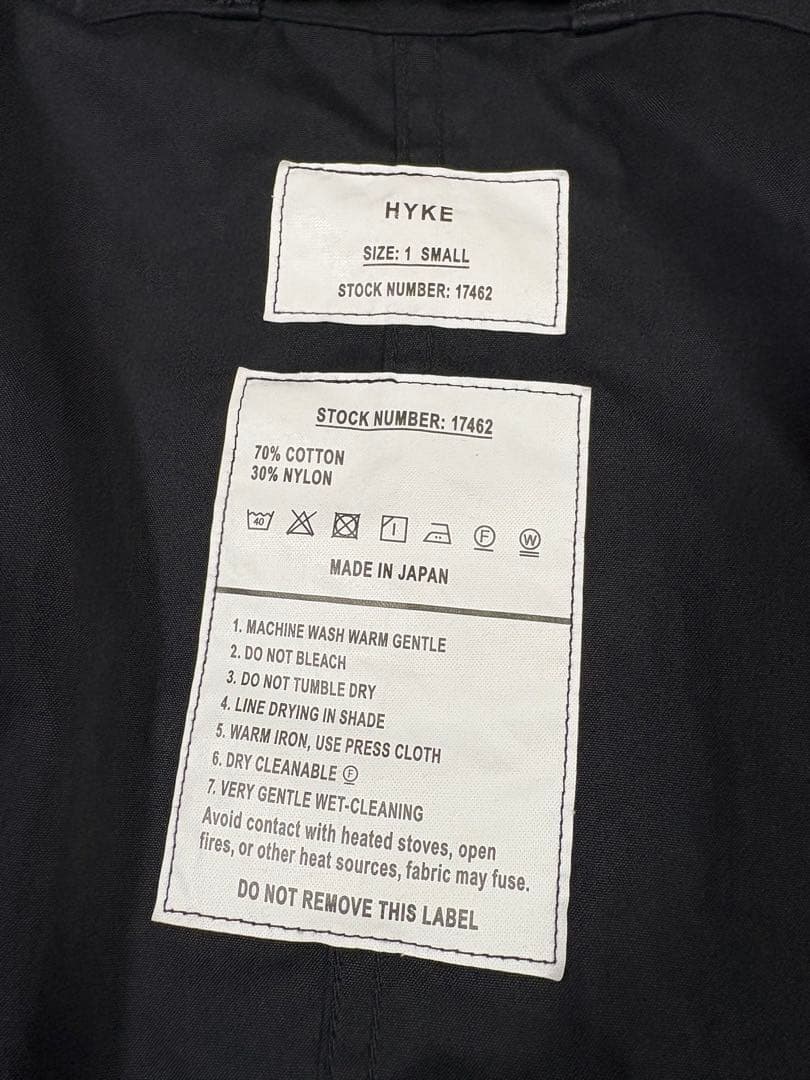 HYKE
SIZE: 1 SMALL
STOCK NUMBER: 17462
STOCK NUMBER: 17462
70% COTTON
30% NYLON
40 F W
MADE IN JAPAN
1. MACHINE WASH WARM GENTLE
2. DO NOT BLEACH
3. DO NOT TUMBLE DRY
4. LINE DRYING IN SHADE
5. WARM IRON, USE PRESS CLOTH
6. DRY CLEANABLE Ⓕ
7. VERY GENTLE WET-CLEANING
Avoid contact with heated stoves, open
fires, or other heat sources, fabric may fuse.
DO NOT REMOVE THIS LABEL